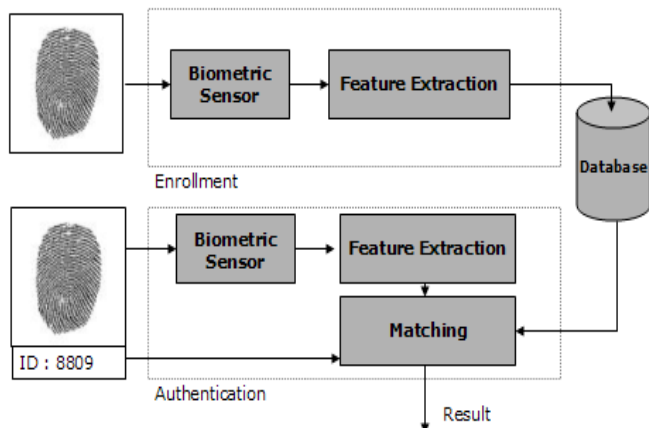 Biometric
Sensor
Feature Extraction
Enrollment
Database
Biometric
Sensor
Feature Extraction
Matching
ID : 8809
Authentication
Result